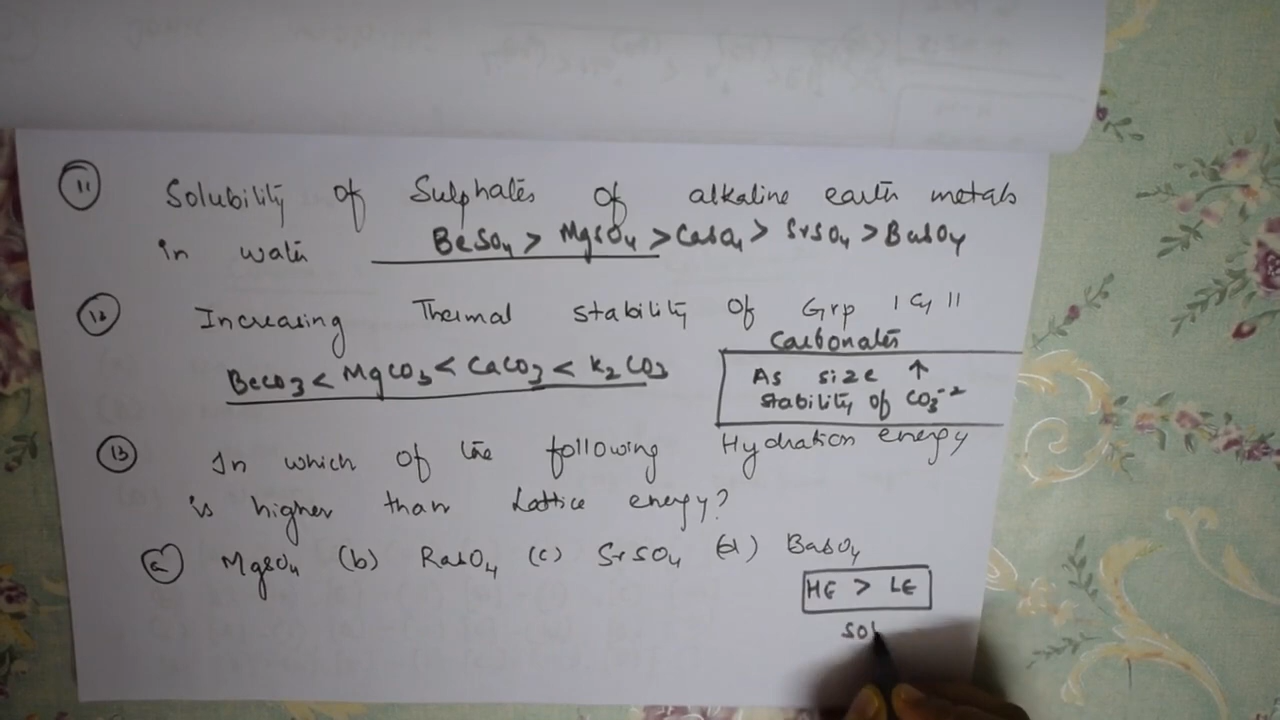 11 Solubility of Sulphates of alkaline earth metals
in water BeSO4 > MgSO4 > CaSO4 > SrSO4 > BaSO4
12 Increasing Thermal stability of Grp I & II
Carbonates
BeCO3 < MgCO3 < CaCO3 < K2CO3
As size ↑
stability of CO3-2
13 In which of the following Hydration energy
is higher than Lattice energy?
(a) MgSO4 (b) RaSO4 (c) SrSO4 (d) BaSO4
HE > LE
sol